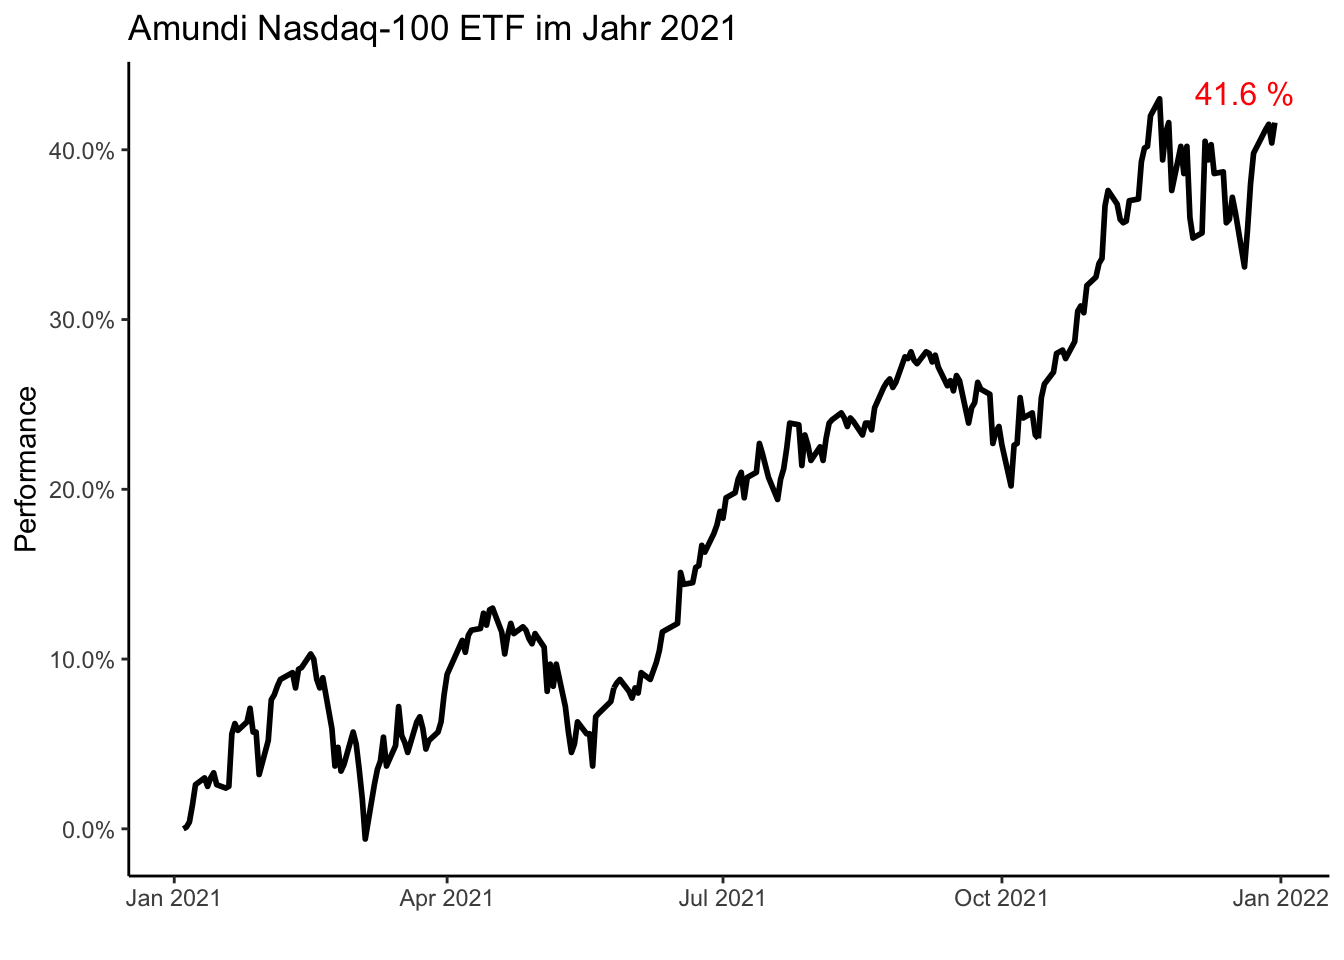 Amundi Nasdaq-100 ETF im Jahr 2021
41.6 %
40.0%
30.0%
20.0%
10.0%
0.0%
Performance
Jan 2021
Apr 2021
Jul 2021
Oct 2021
Jan 2022